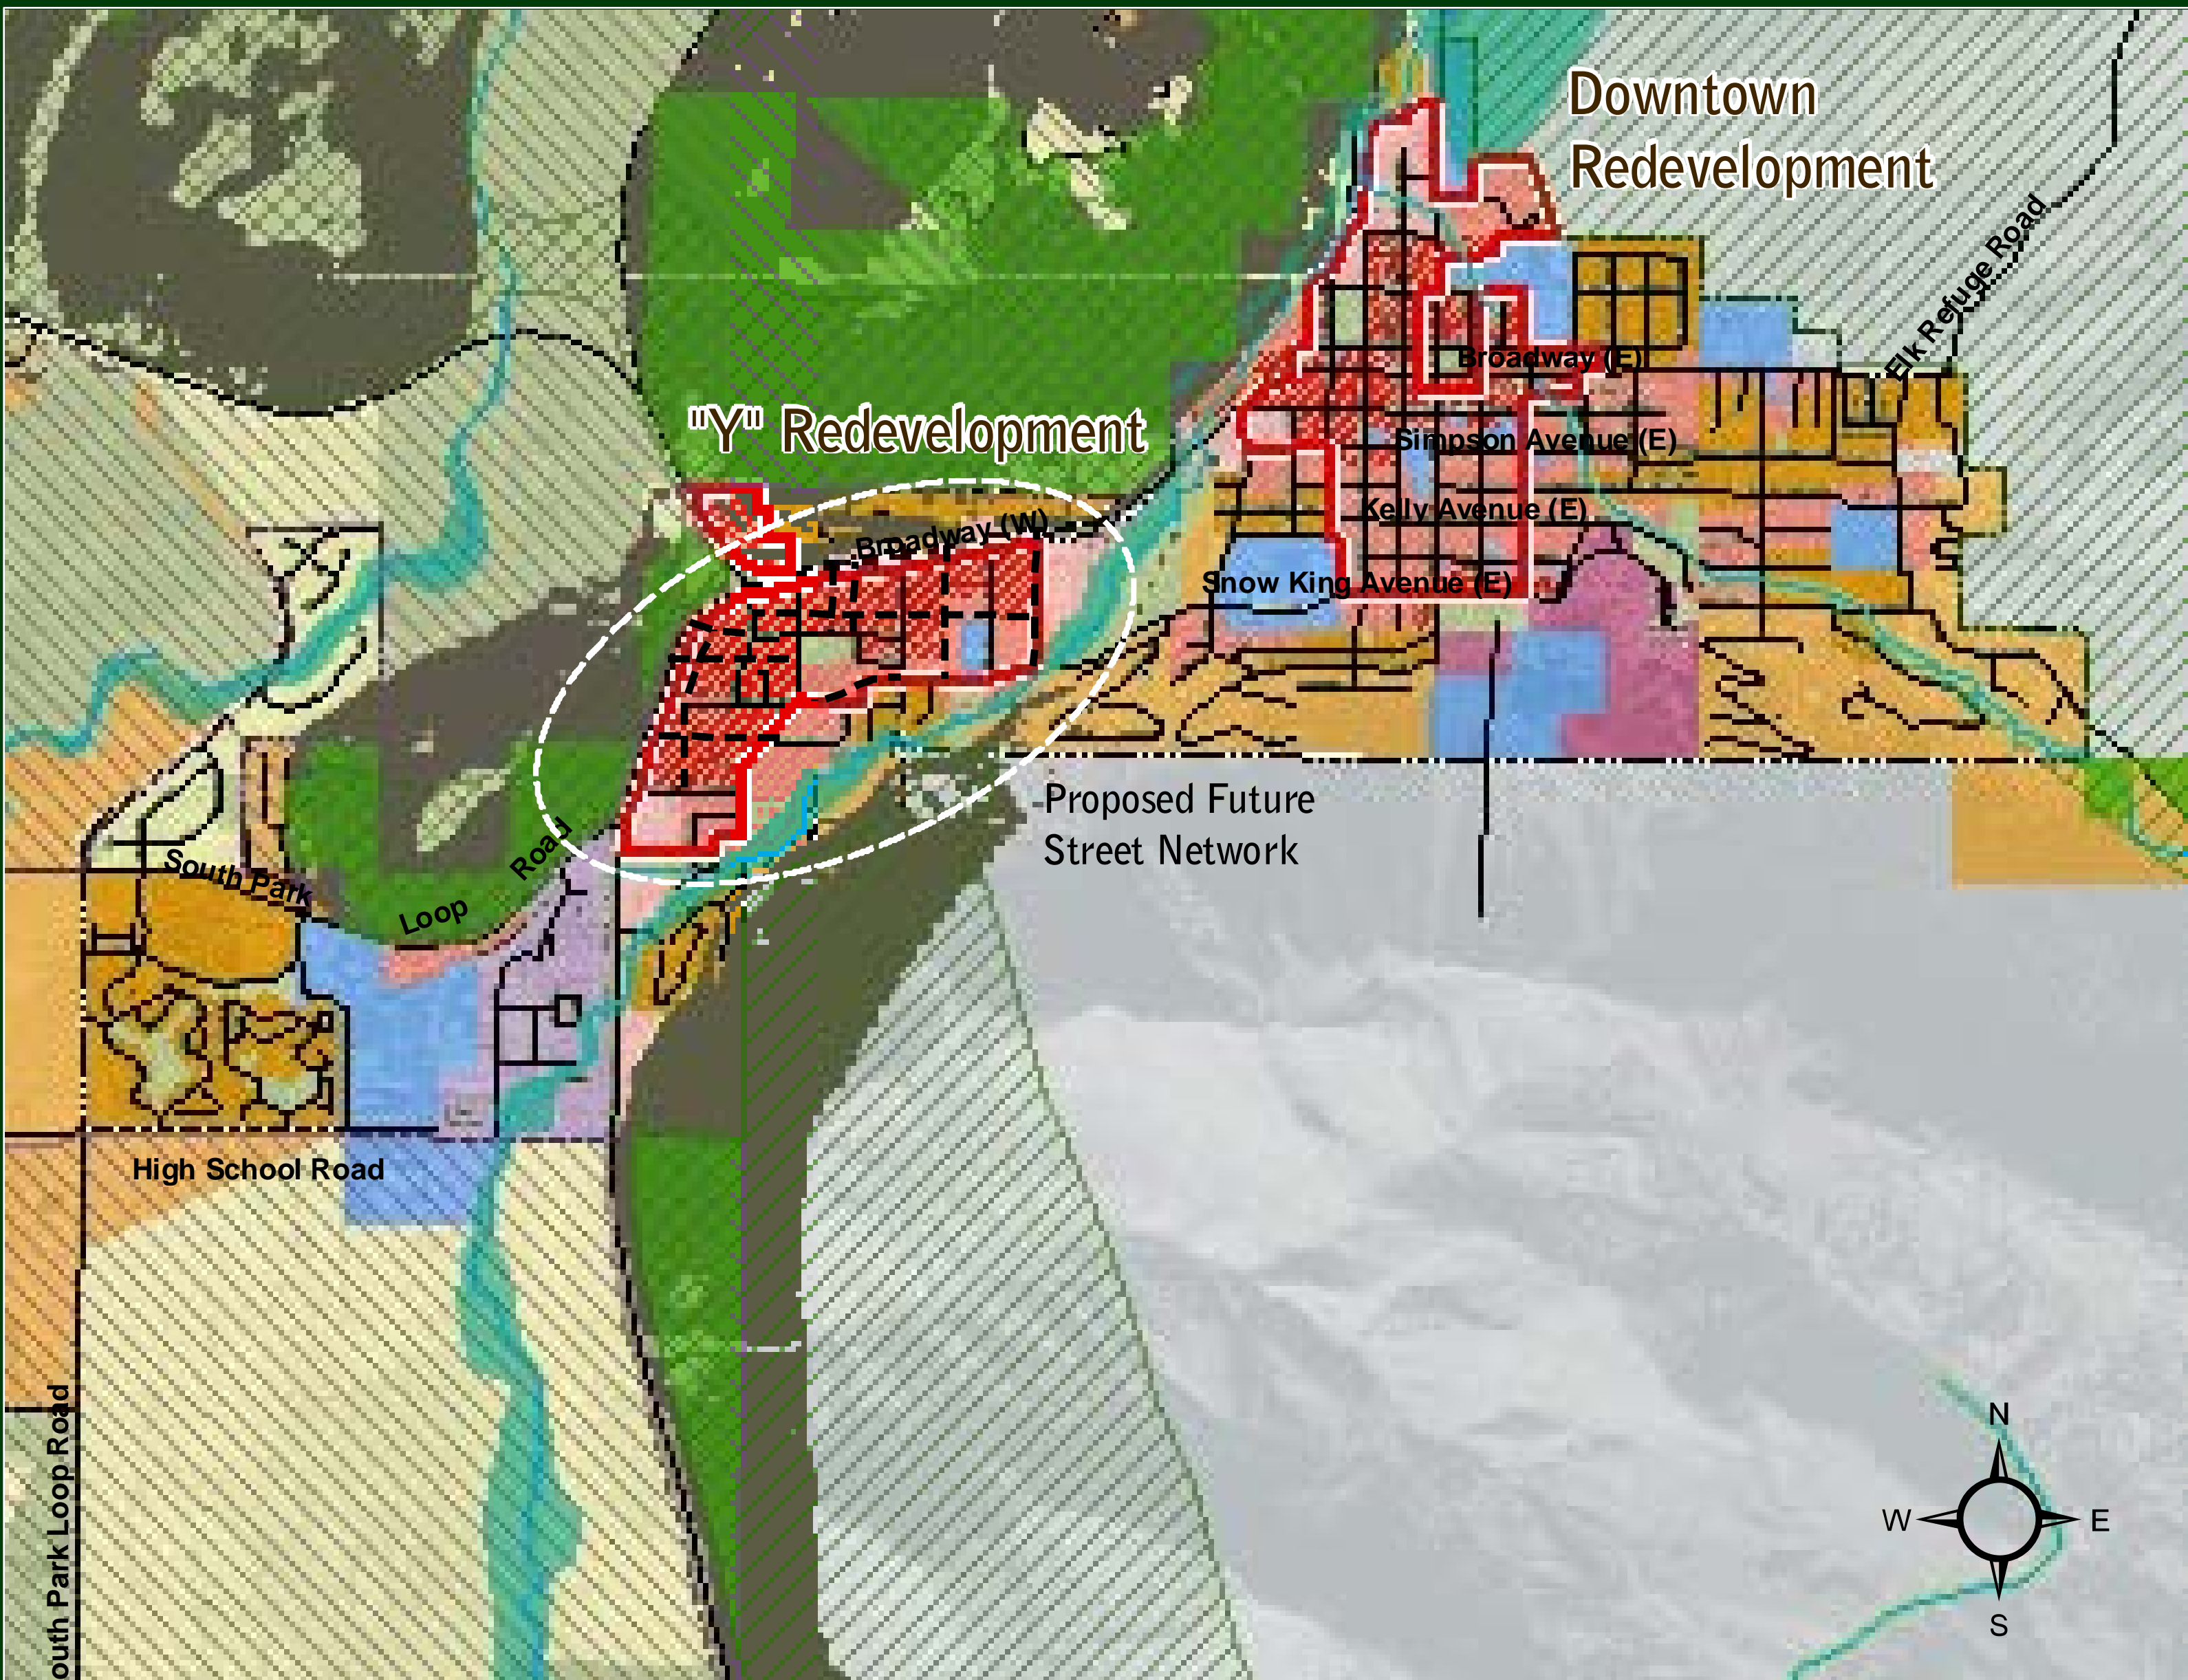 Downtown
Redevelopment
Elk Refuge Road
Broadway (E)
"Y" Redevelopment
Simpson Avenue (E)
Kelly Avenue (E)
Broadway (W)
Snow King Avenue (E)
Proposed Future
Street Network
South Park
Loop
Road
High School Road
outh Park Loop Road
N
W
E
S